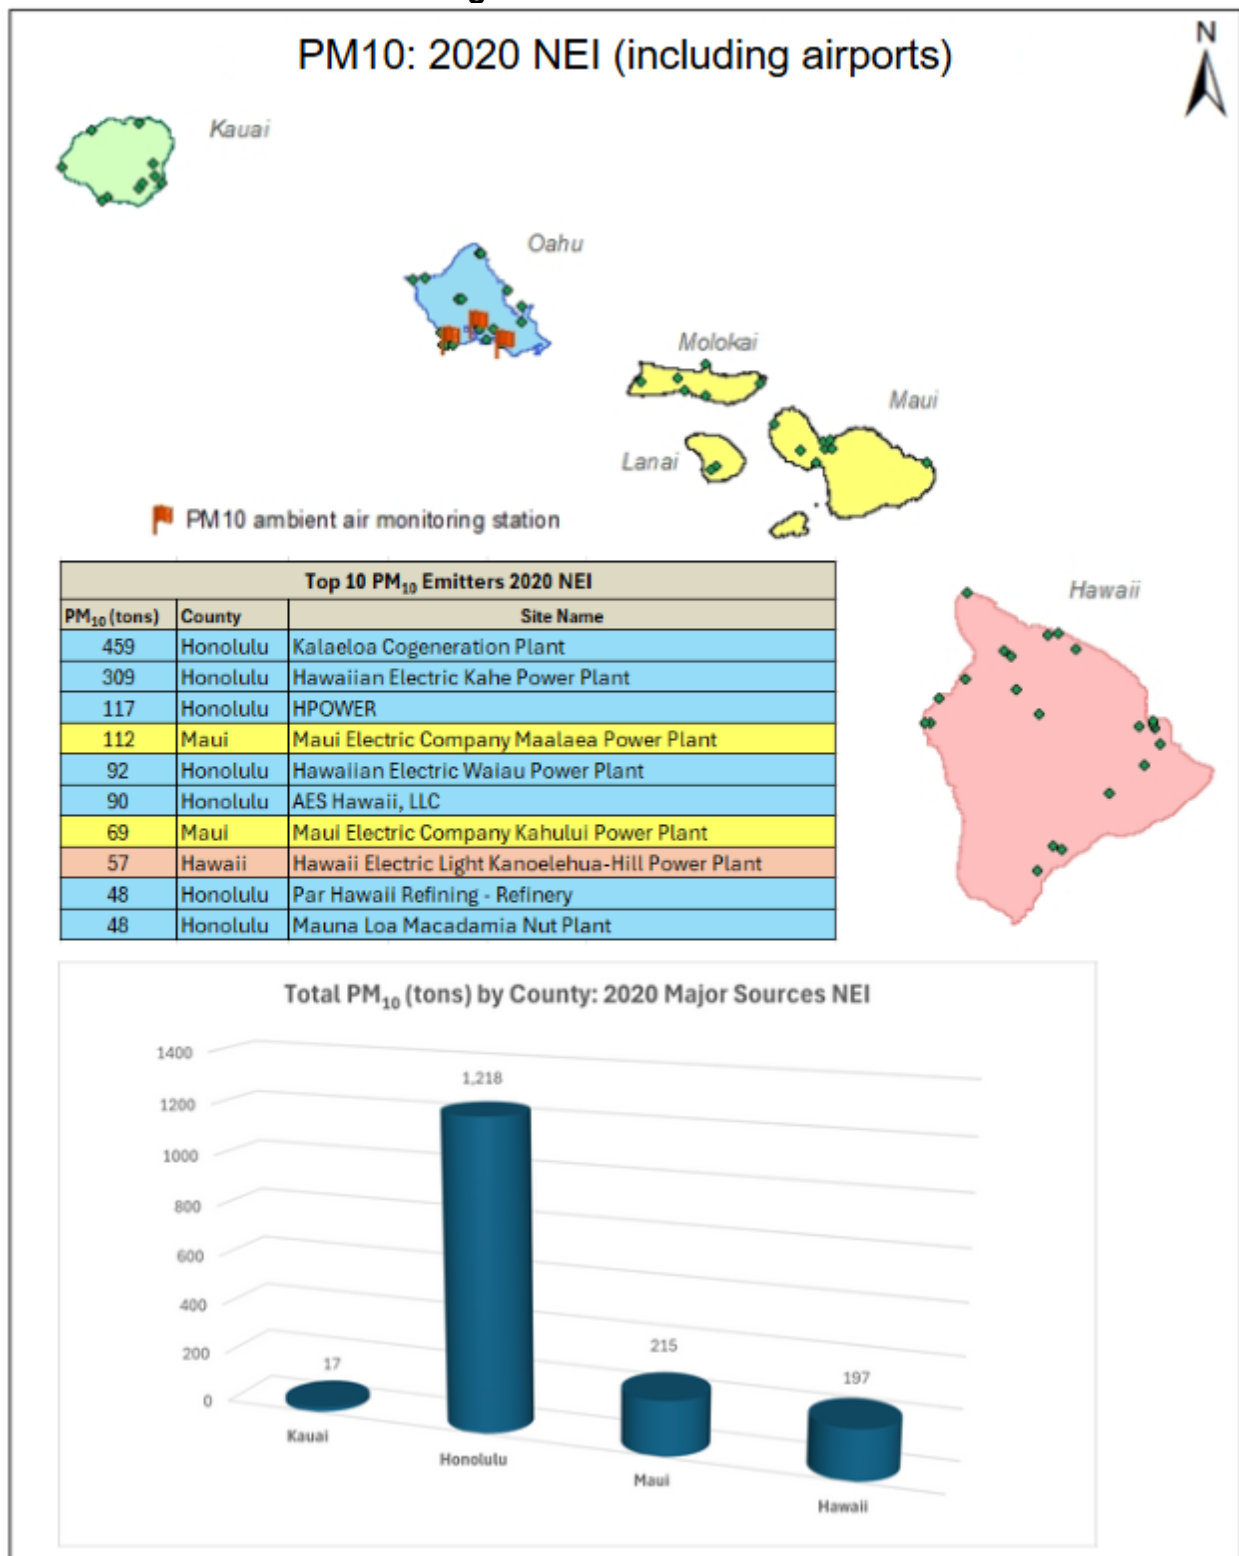 PM10: 2020 NEI (including airports)
N
Kauai
Oahu
Molokai
Maui
Lanai
PM10 ambient air monitoring station
Hawaii
Top 10 PM₁₀ Emitters 2020 NEI
PM₁₀ (tons) County Site Name
459 Honolulu Kalaeloa Cogeneration Plant
309 Honolulu Hawaiian Electric Kahe Power Plant
117 Honolulu HPOWER
112 Maui Maui Electric Company Maalaea Power Plant
92 Honolulu Hawaiian Electric Waiau Power Plant
90 Honolulu AES Hawaii, LLC
69 Maui Maui Electric Company Kahului Power Plant
57 Hawaii Hawaii Electric Light Kanoelehua-Hill Power Plant
48 Honolulu Par Hawaii Refining - Refinery
48 Honolulu Mauna Loa Macadamia Nut Plant
Total PM₁₀ (tons) by County: 2020 Major Sources NEI
1400
1200
1000
800
600
400
200
0
17
1,218
215
197
Kauai
Honolulu
Maui
Hawaii